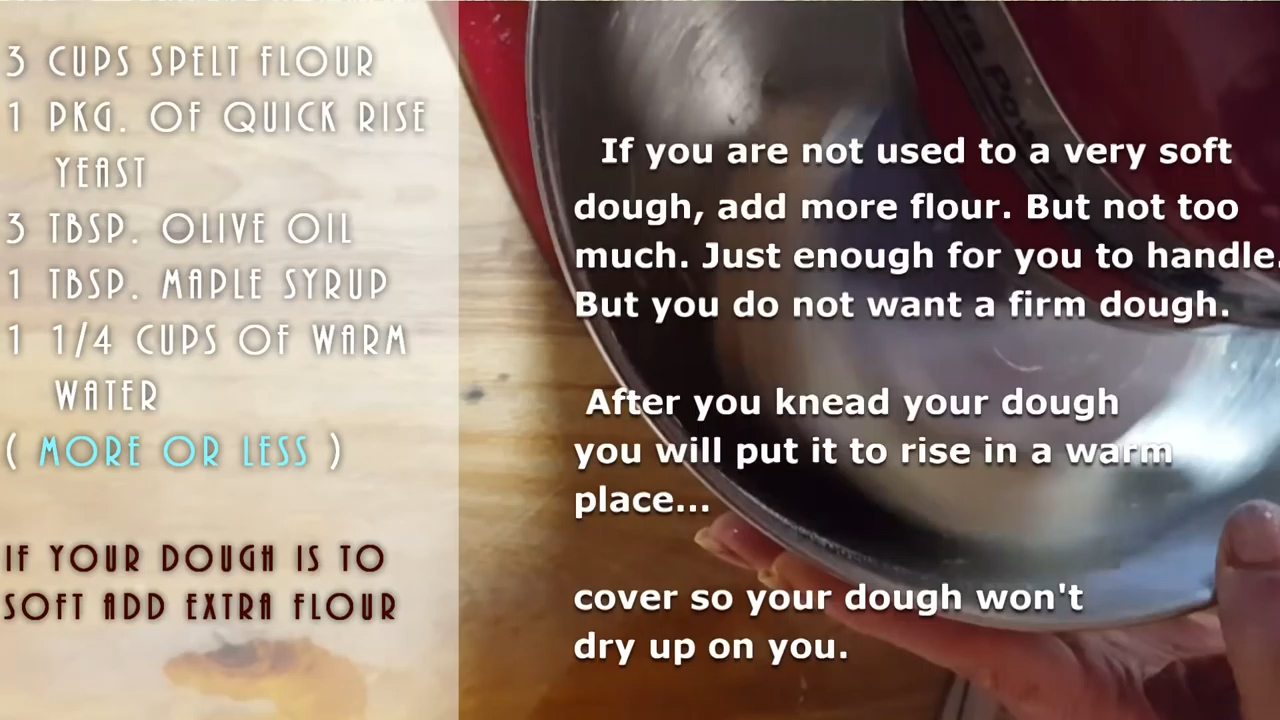 3 CUPS SPELT FLOUR
1 PKG. OF QUICK RISE
YEAST
3 TBSP. OLIVE OIL
1 TBSP. MAPLE SYRUP
1 1/4 CUPS OF WARM
WATER
( MORE OR LESS )
IF YOUR DOUGH IS TO
SOFT ADD EXTRA FLOUR
If you are not used to a very soft
dough, add more flour. But not too
much. Just enough for you to handle.
But you do not want a firm dough.
After you knead your dough
you will put it to rise in a warm
place...
cover so your dough won't
dry up on you.